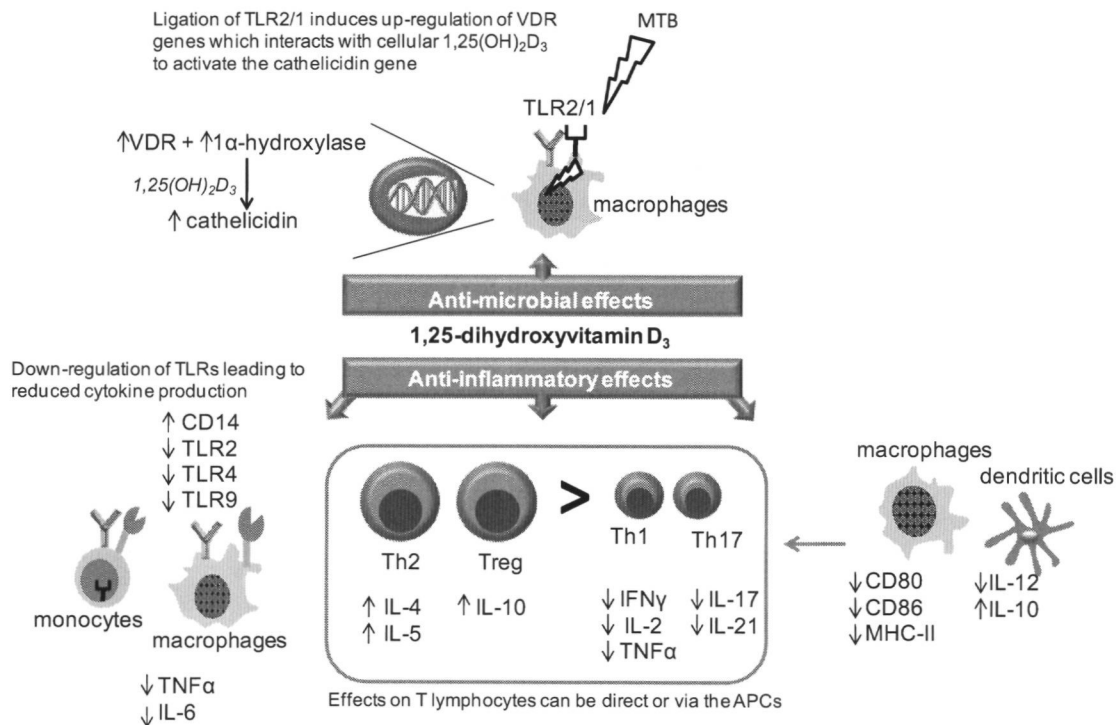 Ligation of TLR2/1 induces up-regulation of VDR
genes which interacts with cellular 1,25(OH)₂D₃
to activate the cathelicidin gene
MTB
TLR2/1
↑VDR + ↑1α-hydroxylase
1,25(OH)₂D₃
↑ cathelicidin
macrophages
Anti-microbial effects
1,25-dihydroxyvitamin D₃
Anti-inflammatory effects
Down-regulation of TLRs leading to
reduced cytokine production
↑ CD14
↓ TLR2
↓ TLR4
↓ TLR9
monocytes
macrophages
↓ TNFα
↓ IL-6
>
Th2
Treg
Th1
Th17
↑ IL-4
↑ IL-5
↑ IL-10
↓ IFNγ
↓ IL-2
↓ TNFα
↓ IL-17
↓ IL-21
Effects on T lymphocytes can be direct or via the APCs
macrophages
dendritic cells
↓CD80
↓CD86
↓MHC-II
↓IL-12
↑IL-10